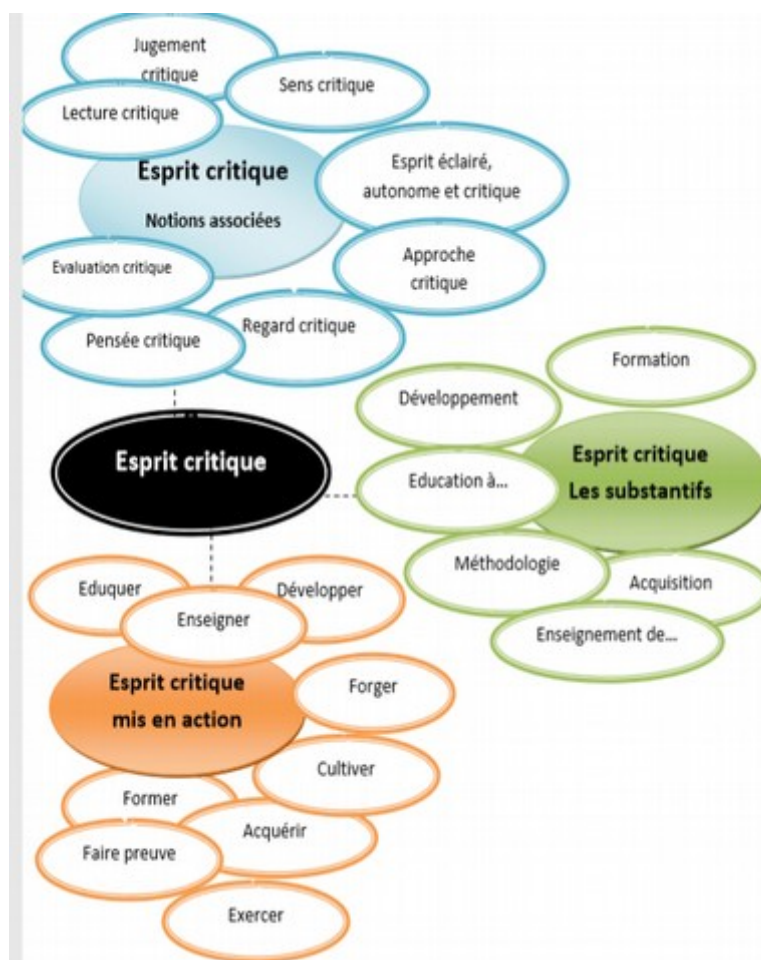 Jugement
critique
Sens critique
Lecture critique
Esprit critique
Notions associées
Esprit éclairé,
autonome et critique
Approche
critique
Evaluation critique
Regard critique
Pensée critique
Esprit critique
Formation
Développement
Esprit critique
Les substantifs
Education à...
Méthodologie
Acquisition
Enseignement de...
Eduquer
Développer
Enseigner
Esprit critique
mis en action
Forger
Cultiver
Former
Acquérir
Faire preuve
Exercer